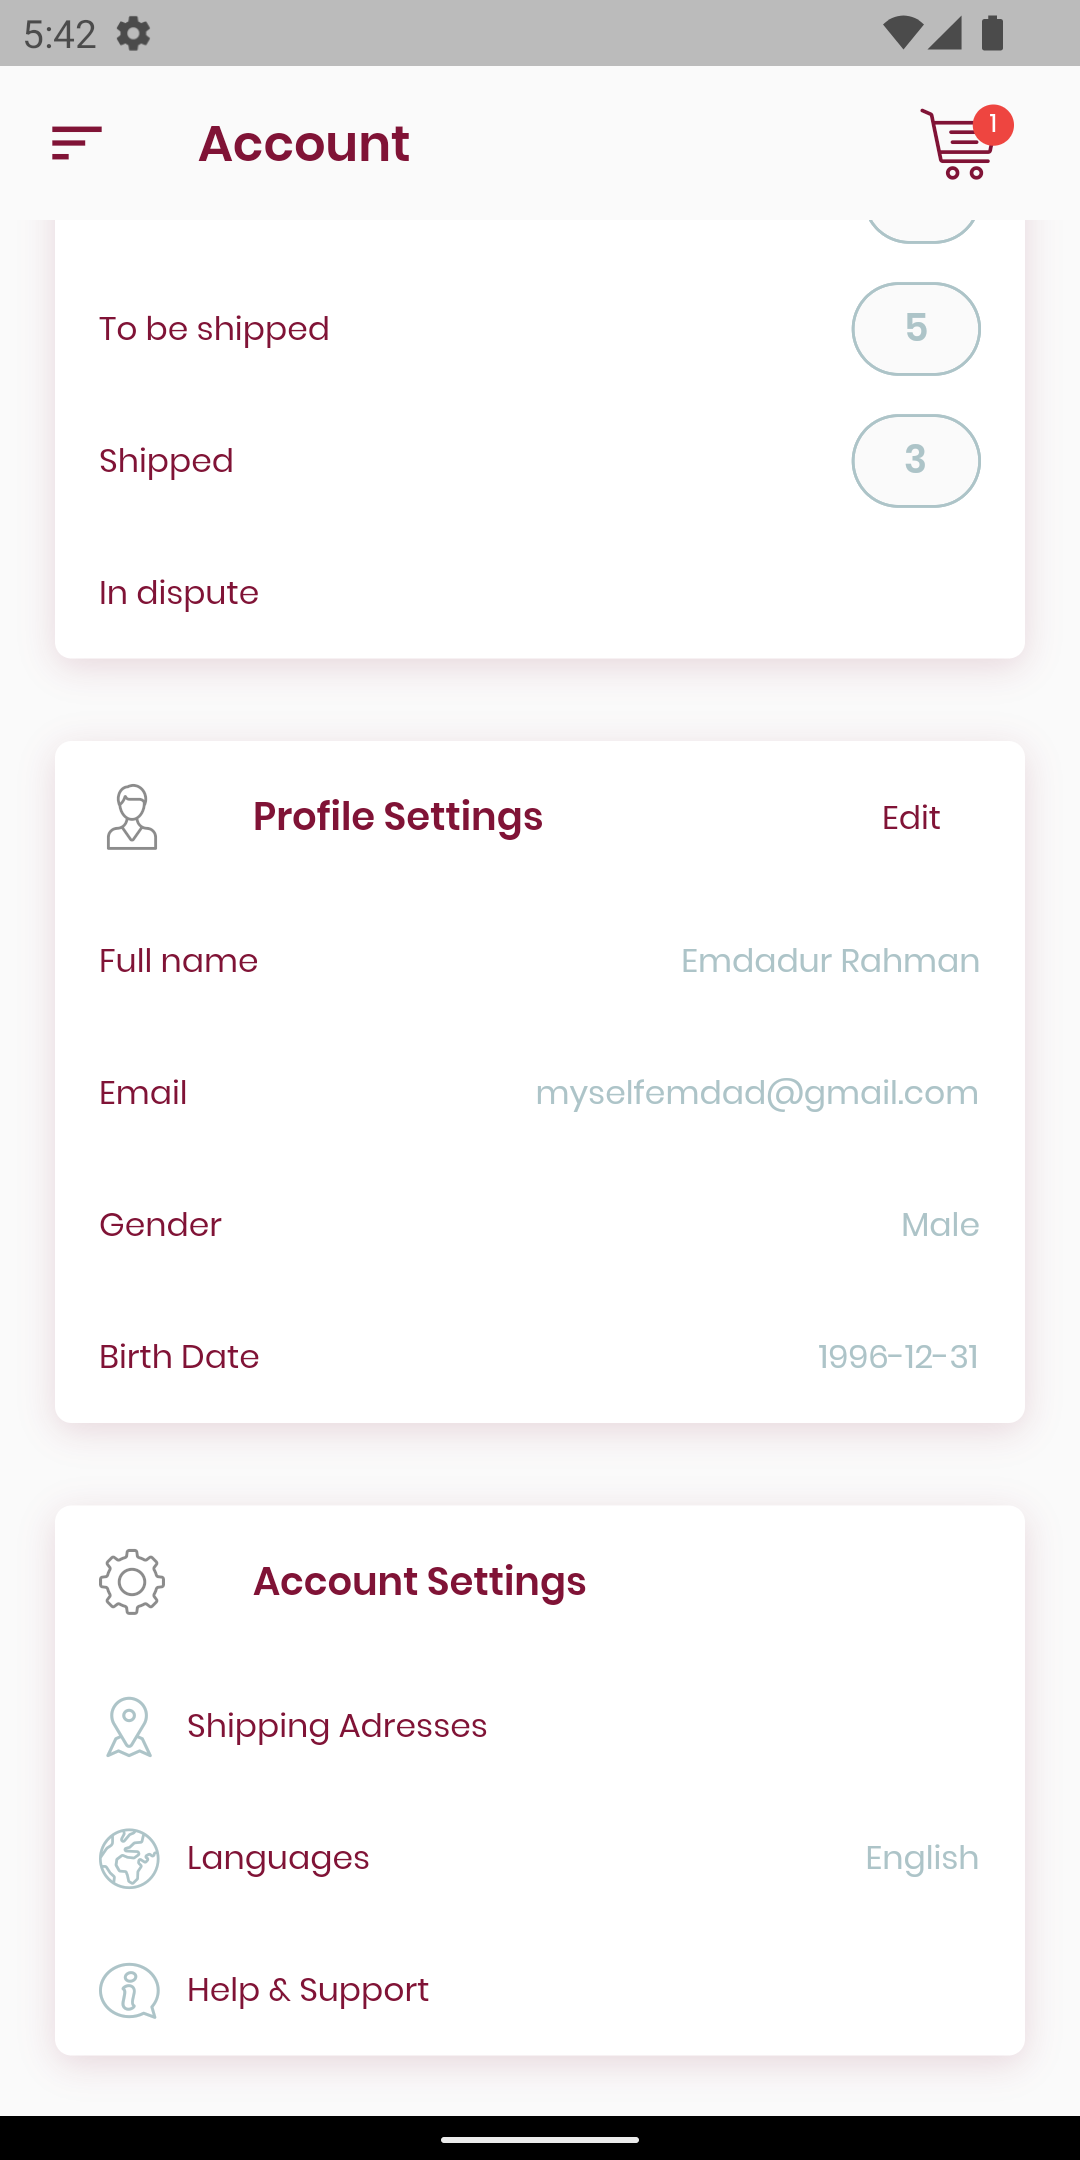 5:42
Account
1
To be shipped
5
Shipped
3
In dispute
Profile Settings
Edit
Full name
Emdadur Rahman
Email
myselfemdad@gmail.com
Gender
Male
Birth Date
1996-12-31
Account Settings
Shipping Adresses
Languages
English
Help & Support